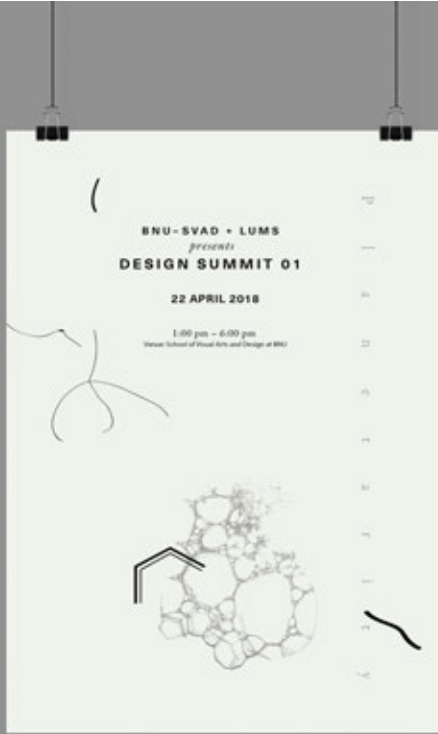 BNU-SVAD + LUMS
presents
DESIGN SUMMIT 01
22 APRIL 2018
1:00 pm – 6:00 pm
Venue: School of Visual Arts and Design at BNU
Planetarity